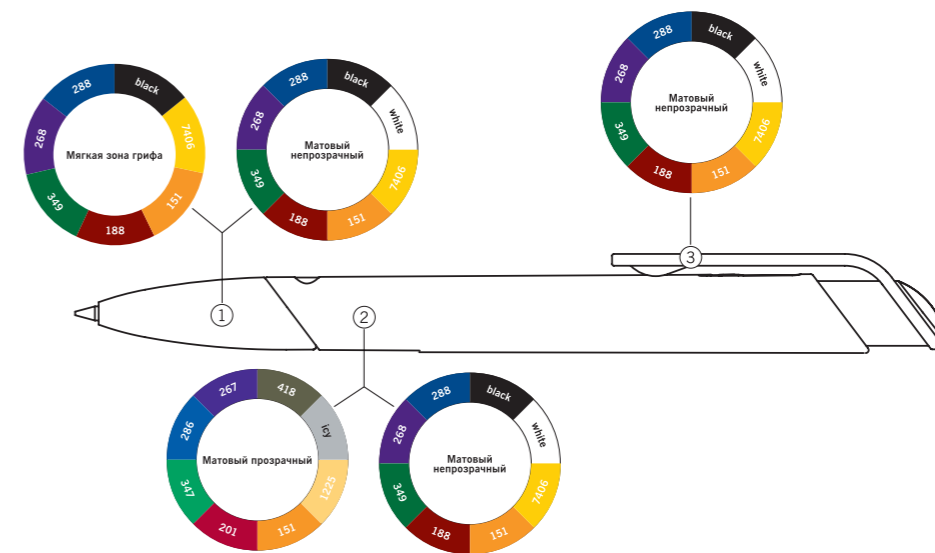 288
black
7406
151
188
349
268
Мягкая зона грифа
288
black
white
7406
151
188
349
268
Матовый
непрозрачный
288
black
white
7406
151
188
349
268
Матовый
непрозрачный
1
2
3
267
418
icy
1225
151
201
347
286
Матовый прозрачный
288
black
white
7406
151
188
349
268
Матовый
непрозрачный